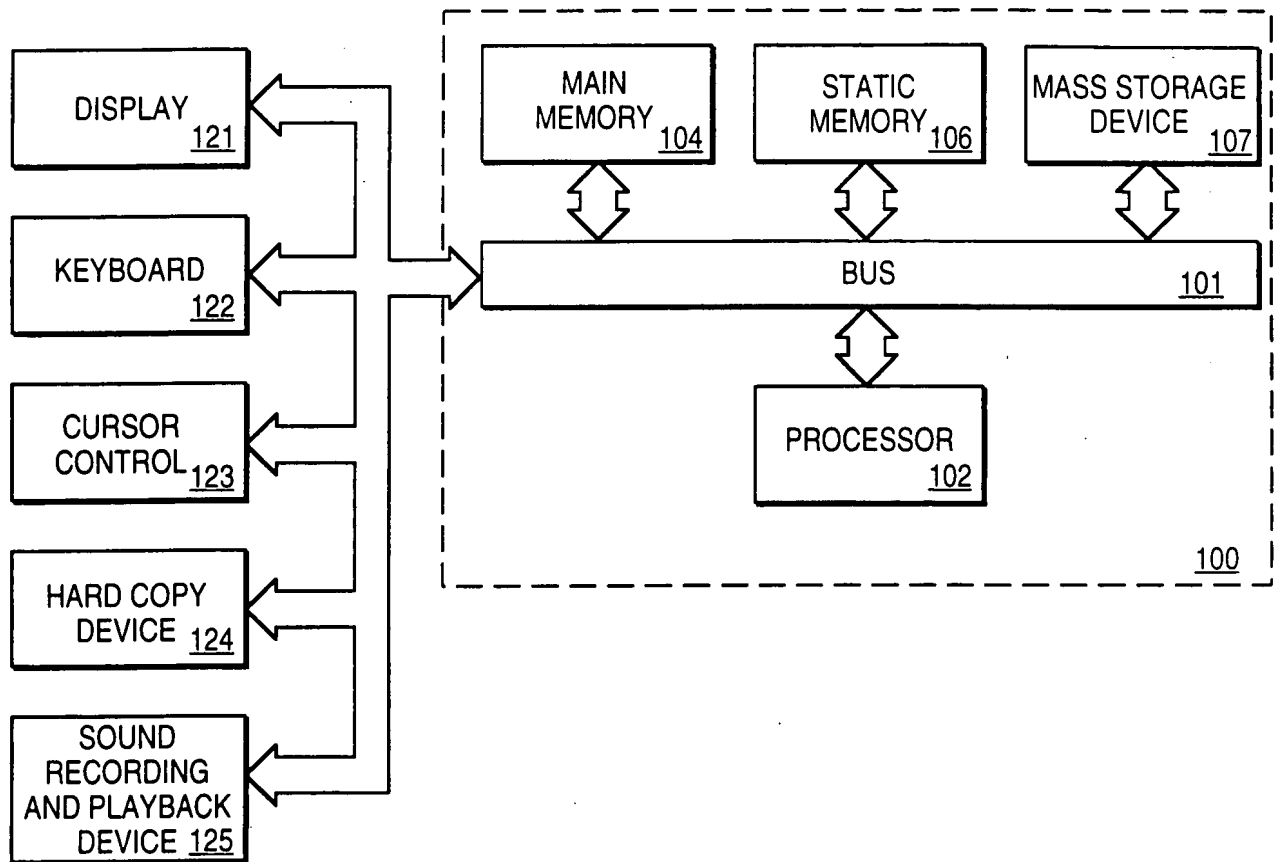 DISPLAY
121
KEYBOARD
122
CURSOR
CONTROL
123
HARD COPY
DEVICE
124
SOUND
RECORDING
AND PLAYBACK
DEVICE 125
MAIN
MEMORY
104
STATIC
MEMORY
106
MASS STORAGE
DEVICE
107
BUS
101
PROCESSOR
102
100